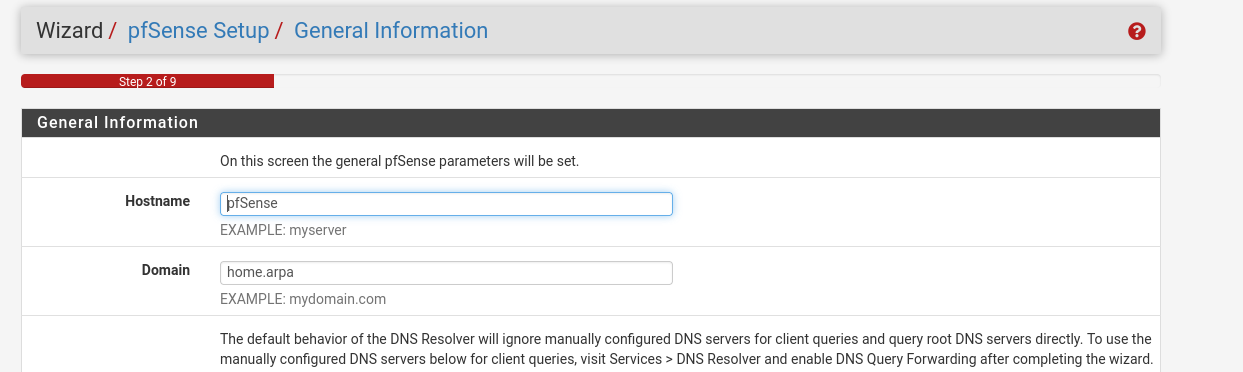 Wizard / pfSense Setup / General Information
Step 2 of 9
General Information
On this screen the general pfSense parameters will be set.
Hostname
pfSense
EXAMPLE: myserver
Domain
home.arpa
EXAMPLE: mydomain.com
The default behavior of the DNS Resolver will ignore manually configured DNS servers for client queries and query root DNS servers directly. To use the
manually configured DNS servers below for client queries, visit Services > DNS Resolver and enable DNS Query Forwarding after completing the wizard.